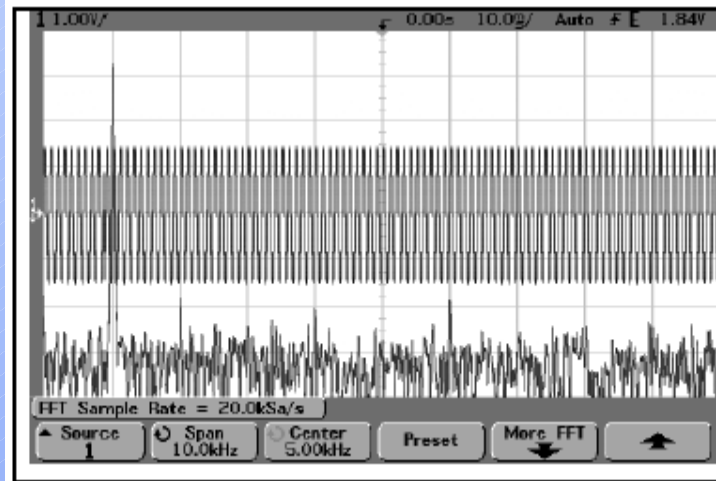 1 1.00V/ 0.00s 10.0m/ Auto F E 1.84V
FFT Sample Rate = 20.0kSa/s
Source 1 Span 10.0kHz Center 5.00kHz Preset More FFT